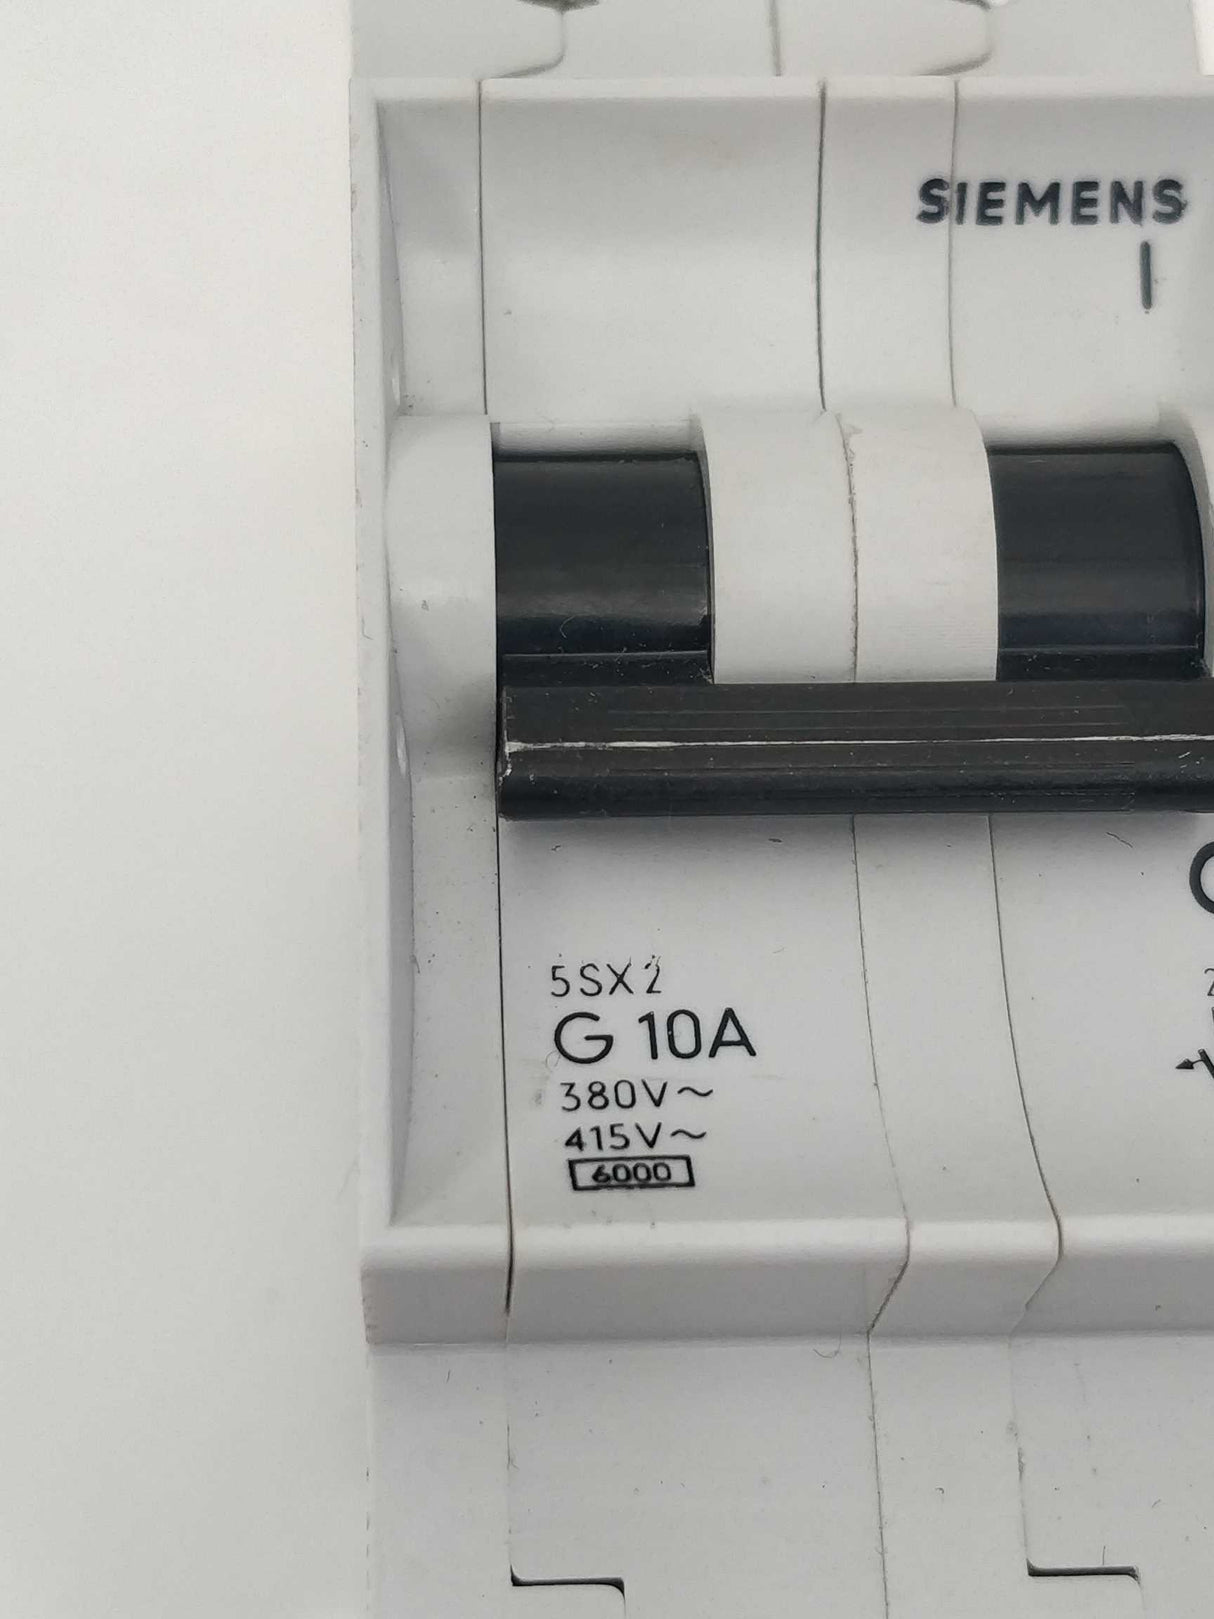 SIEMENS
I
5SX2
G 10A
380V~
415V~
6000